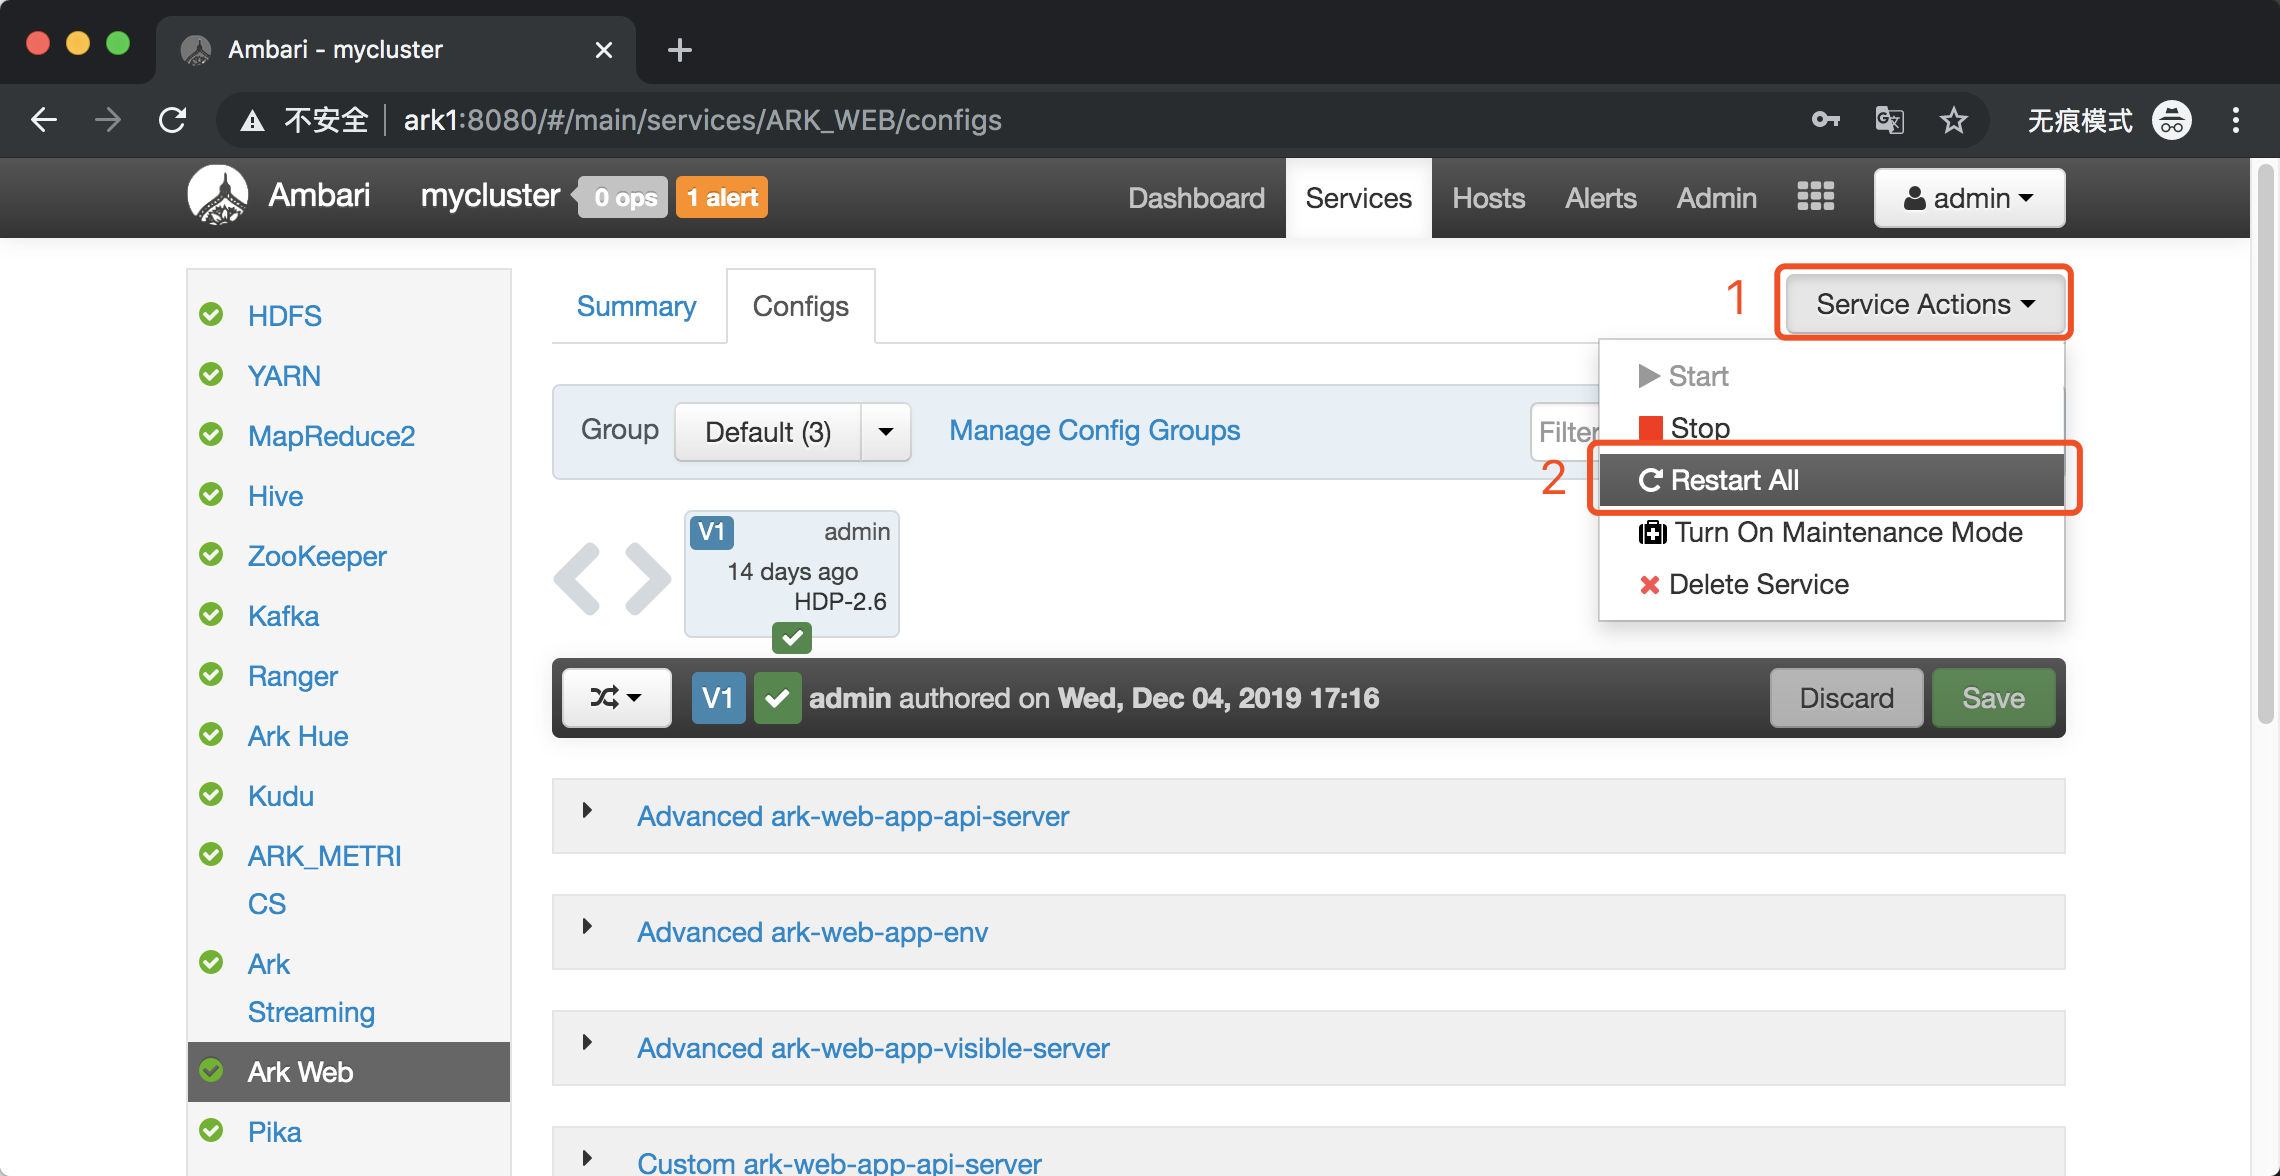 Ambari - mycluster
不安全 ark1:8080/#/main/services/ARK_WEB/configs 无痕模式
Ambari mycluster 0 ops 1 alert Dashboard Services Hosts Alerts Admin admin
HDFS
YARN
MapReduce2
Hive
ZooKeeper
Kafka
Ranger
Ark Hue
Kudu
ARK_METRI
CS
Ark
Streaming
Ark Web
Pika
Summary Configs 1 Service Actions
Start
Stop
2 Restart All
Turn On Maintenance Mode
Delete Service
Group Default (3) Manage Config Groups Filter
V1 admin
14 days ago
HDP-2.6
V1 admin authored on Wed, Dec 04, 2019 17:16 Discard Save
Advanced ark-web-app-api-server
Advanced ark-web-app-env
Advanced ark-web-app-visible-server
Custom ark-web-app-api-server